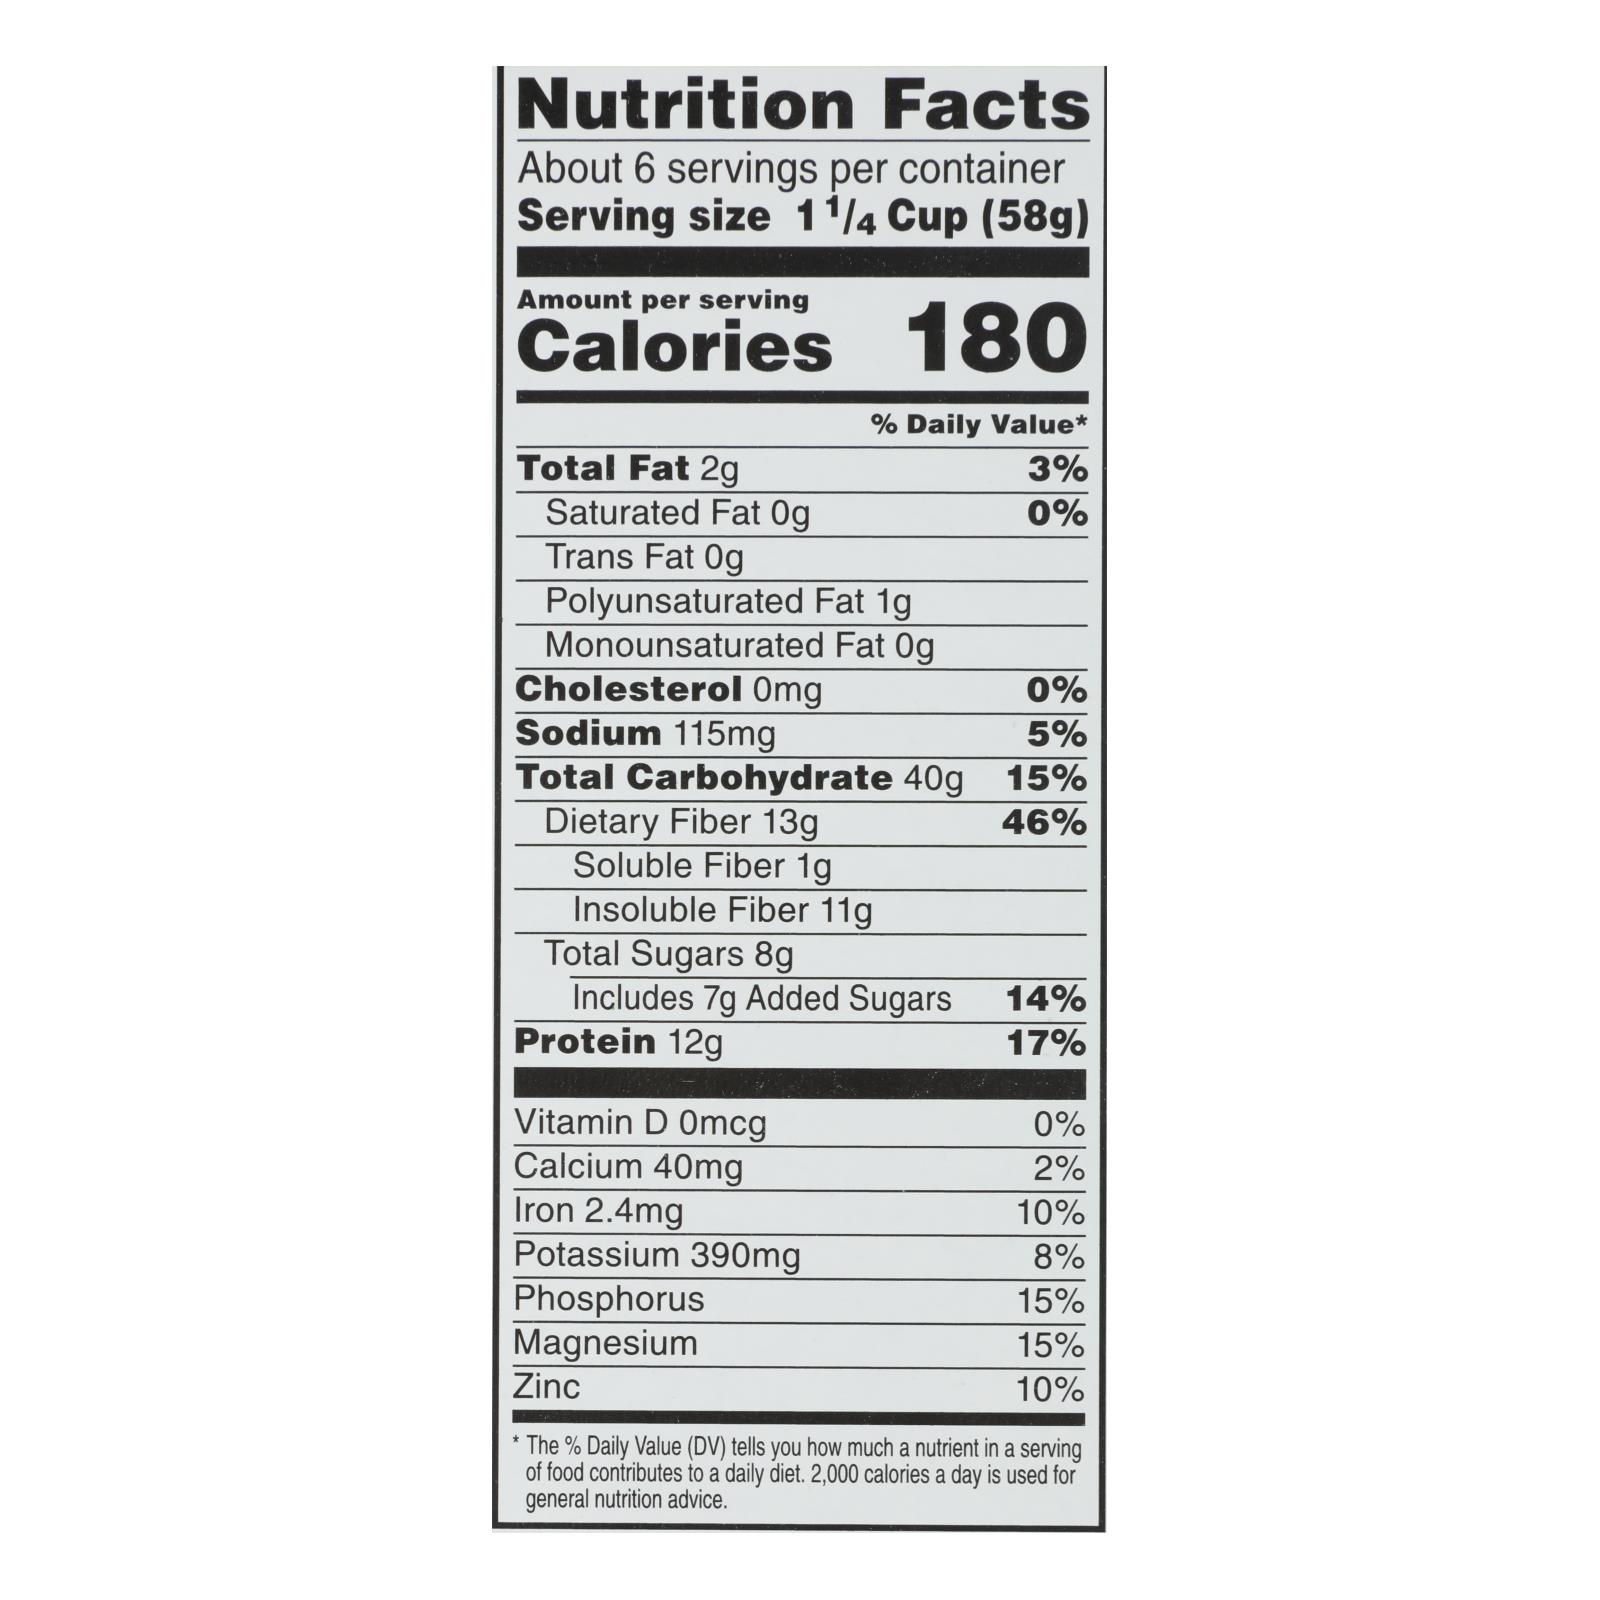 Nutrition Facts
About 6 servings per container
Serving size 1 1/4 Cup (58g)
Amount per serving
Calories 180
% Daily Value*
Total Fat 2g 3%
Saturated Fat 0g 0%
Trans Fat 0g
Polyunsaturated Fat 1g
Monounsaturated Fat 0g
Cholesterol 0mg 0%
Sodium 115mg 5%
Total Carbohydrate 40g 15%
Dietary Fiber 13g 46%
Soluble Fiber 1g
Insoluble Fiber 11g
Total Sugars 8g
Includes 7g Added Sugars 14%
Protein 12g 17%
Vitamin D 0mcg 0%
Calcium 40mg 2%
Iron 2.4mg 10%
Potassium 390mg 8%
Phosphorus 15%
Magnesium 15%
Zinc 10%
* The % Daily Value (DV) tells you how much a nutrient in a serving
of food contributes to a daily diet. 2,000 calories a day is used for
general nutrition advice.